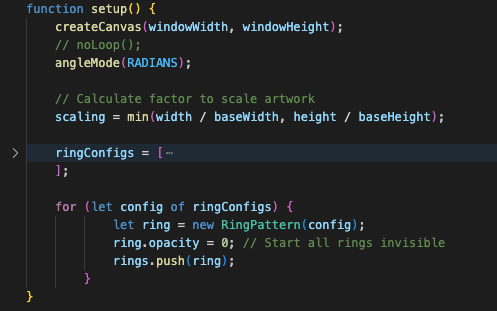 function setup() {
createCanvas(windowWidth, windowHeight);
// noLoop();
angleMode(RADIANS);
// Calculate factor to scale artwork
scaling = min(width / baseWidth, height / baseHeight);
ringConfigs = [⋯
];
for (let config of ringConfigs) {
let ring = new RingPattern(config);
ring.opacity = 0; // Start all rings invisible
rings.push(ring);
}
}